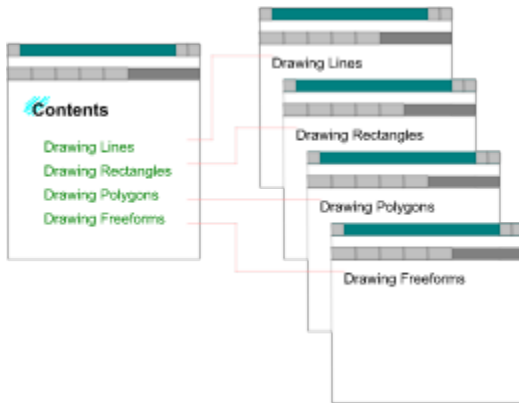 Contents
Drawing Lines
Drawing Rectangles
Drawing Polygons
Drawing Freeforms
Drawing Lines
Drawing Rectangles
Drawing Polygons
Drawing Freeforms